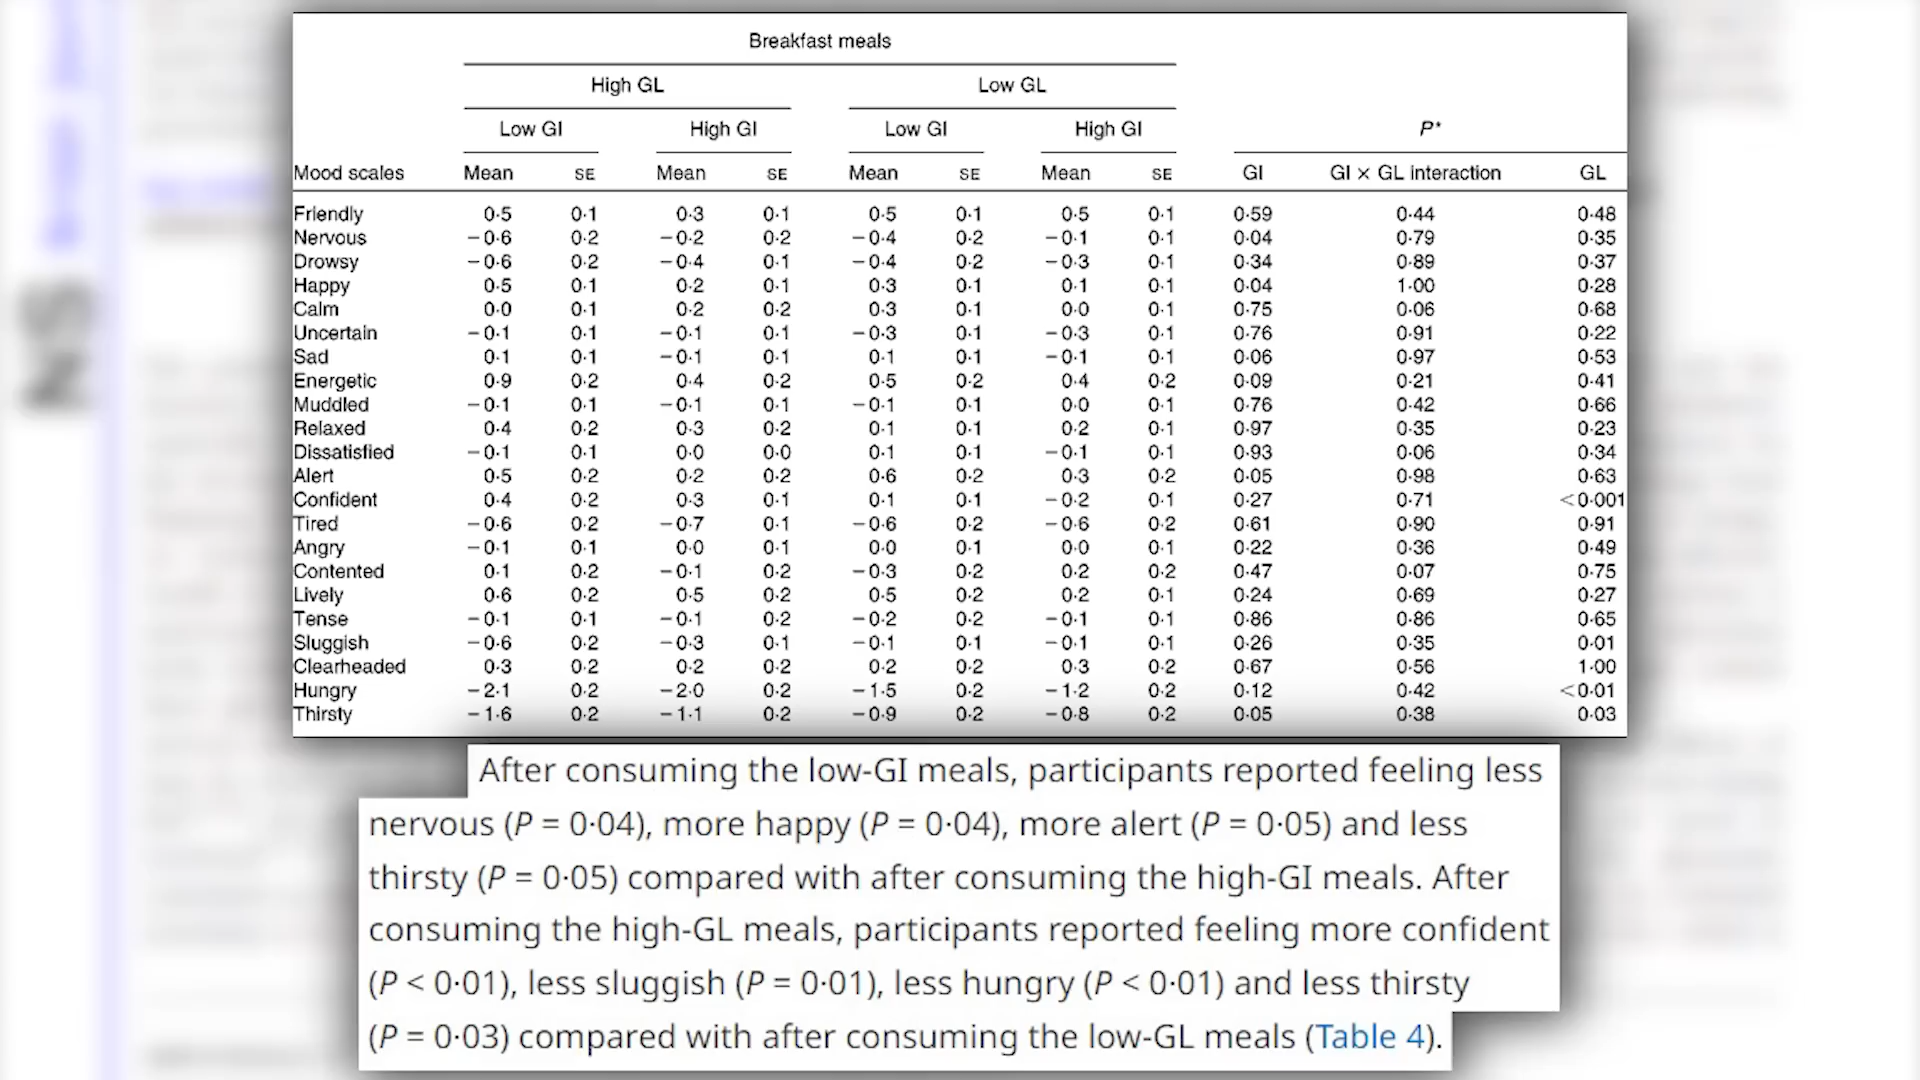 Breakfast meals
High GL Low GL
Low GI High GI Low GI High GI P*
Mood scales Mean SE Mean SE Mean SE Mean SE GI GI × GL interaction GL
Friendly 0·5 0·1 0·3 0·1 0·5 0·1 0·5 0·1 0·59 0·44 0·48
Nervous −0·6 0·2 −0·2 0·2 −0·4 0·2 −0·1 0·1 0·04 0·79 0·35
Drowsy −0·6 0·2 −0·4 0·1 −0·4 0·2 −0·3 0·1 0·34 0·89 0·37
Happy 0·5 0·1 0·2 0·1 0·3 0·1 0·1 0·1 0·04 1·00 0·28
Calm 0·0 0·1 0·2 0·2 0·3 0·1 0·0 0·1 0·75 0·06 0·68
Uncertain −0·1 0·1 −0·1 0·1 −0·3 0·1 −0·3 0·1 0·76 0·91 0·22
Sad 0·1 0·1 −0·1 0·1 0·1 0·1 −0·1 0·1 0·06 0·97 0·53
Energetic 0·9 0·2 0·4 0·2 0·5 0·2 0·4 0·2 0·09 0·21 0·41
Muddled −0·1 0·1 −0·1 0·1 −0·1 0·1 0·0 0·1 0·76 0·42 0·66
Relaxed 0·4 0·2 0·3 0·2 0·1 0·1 0·2 0·1 0·97 0·35 0·23
Dissatisfied −0·1 0·1 0·0 0·0 0·1 0·1 −0·1 0·1 0·93 0·06 0·34
Alert 0·5 0·2 0·2 0·2 0·6 0·2 0·3 0·2 0·05 0·98 0·63
Confident 0·4 0·2 0·3 0·1 0·1 0·1 −0·2 0·1 0·27 0·71 <0·001
Tired −0·6 0·2 −0·7 0·1 −0·6 0·2 −0·6 0·2 0·61 0·90 0·91
Angry −0·1 0·1 0·0 0·1 0·0 0·1 0·0 0·1 0·22 0·36 0·49
Contented 0·1 0·2 −0·1 0·2 −0·3 0·2 0·2 0·2 0·47 0·07 0·75
Lively 0·6 0·2 0·5 0·2 0·5 0·2 0·2 0·1 0·24 0·69 0·27
Tense −0·1 0·1 −0·1 0·2 −0·2 0·2 −0·1 0·1 0·86 0·86 0·65
Sluggish −0·6 0·2 −0·3 0·1 −0·1 0·1 −0·1 0·1 0·26 0·35 0·01
Clearheaded 0·3 0·2 0·2 0·2 0·2 0·2 0·3 0·2 0·67 0·56 1·00
Hungry −2·1 0·2 −2·0 0·2 −1·5 0·2 −1·2 0·2 0·12 0·42 <0·01
Thirsty −1·6 0·2 −1·1 0·2 −0·9 0·2 −0·8 0·2 0·05 0·38 0·03
After consuming the low-GI meals, participants reported feeling less
nervous (P = 0·04), more happy (P = 0·04), more alert (P = 0·05) and less
thirsty (P = 0·05) compared with after consuming the high-GI meals. After
consuming the high-GL meals, participants reported feeling more confident
(P < 0·01), less sluggish (P = 0·01), less hungry (P < 0·01) and less thirsty
(P = 0·03) compared with after consuming the low-GL meals (Table 4).